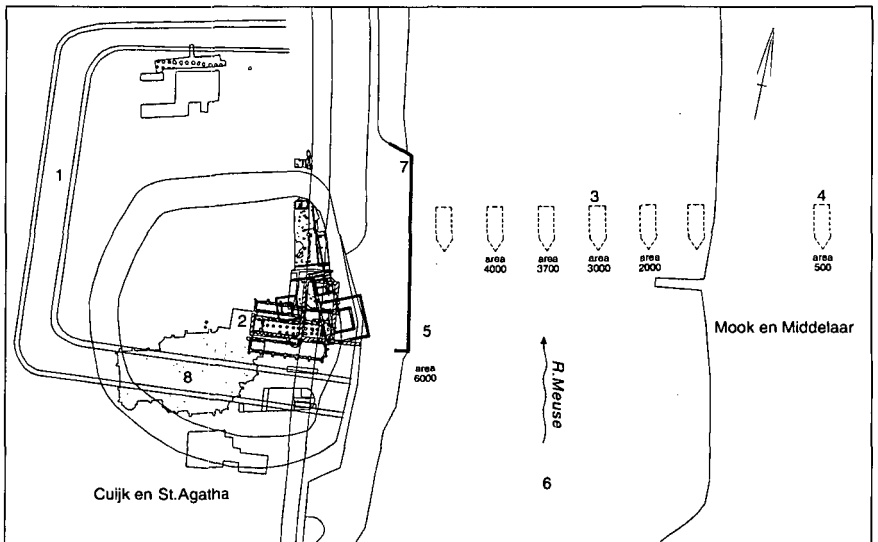 1
7
3
4
area
4000
area
3700
area
3000
area
2000
area
500
2
5
Mook en Middelaar
area
6000
8
R.Meuse
6
Cuijk en St.Agatha